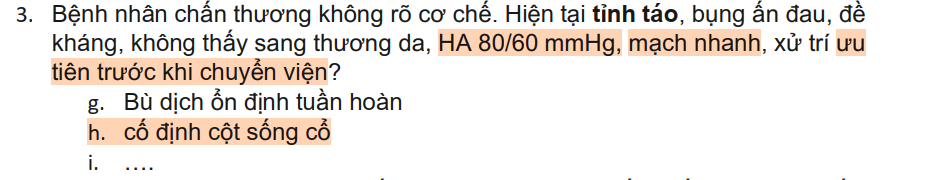 3. Bệnh nhân chấn thương không rõ cơ chế. Hiện tại tỉnh táo, bụng ấn đau, đề
kháng, không thấy sang thương da, HA 80/60 mmHg, mạch nhanh, xử trí ưu
tiên trước khi chuyển viện?
g. Bù dịch ổn định tuần hoàn
h. cố định cột sống cổ
i. ....